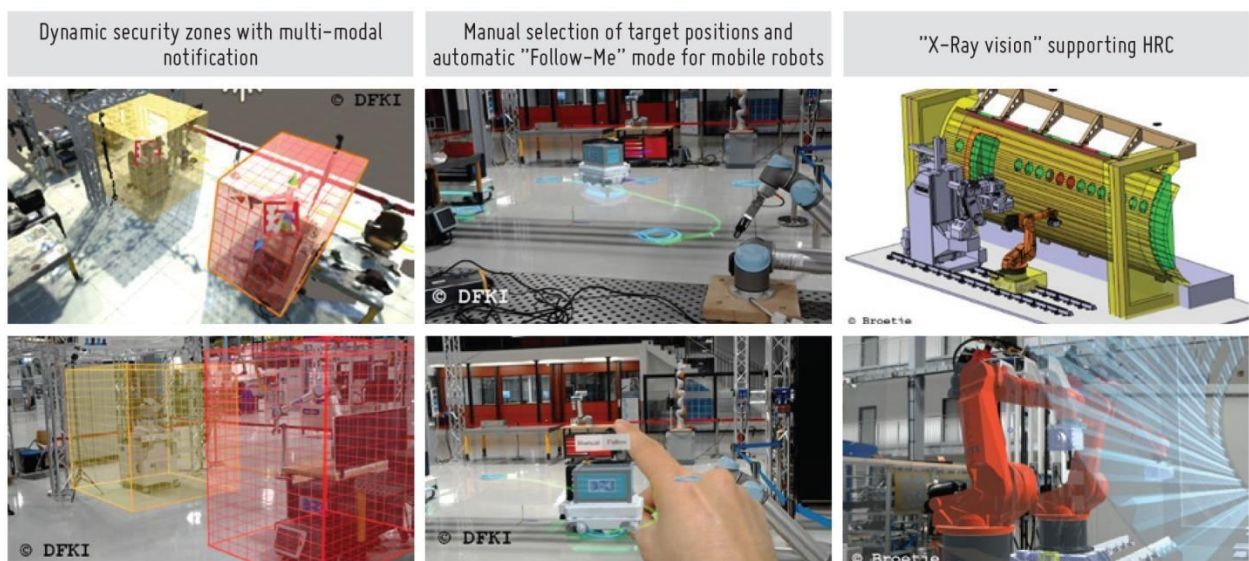 Dynamic security zones with multi-modal
notification
Manual selection of target positions and
automatic "Follow-Me" mode for mobile robots
"X-Ray vision" supporting HRC
© DFKI
© DFKI
© Broetje
© DFKI
Manual Follow
© DFKI
© Broetje